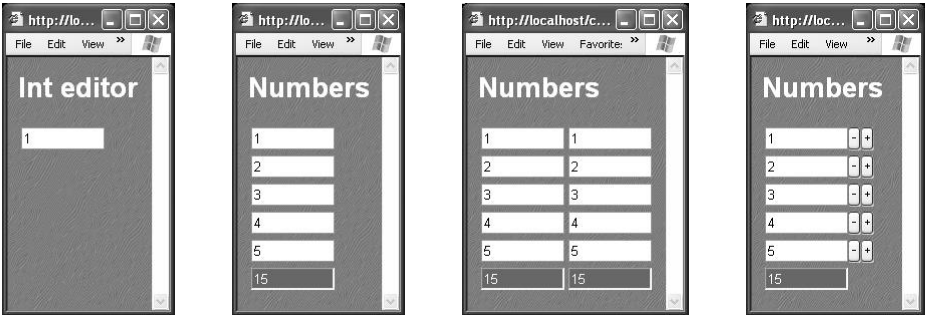 http://lo...
File Edit View »
Int editor
1
http://lo...
File Edit View »
Numbers
1
2
3
4
5
15
http://localhost/c...
File Edit View Favorite: »
Numbers
1 1
2 2
3 3
4 4
5 5
15 15
http://loc...
File Edit View »
Numbers
1 - +
2 - +
3 - +
4 - +
5 - +
15